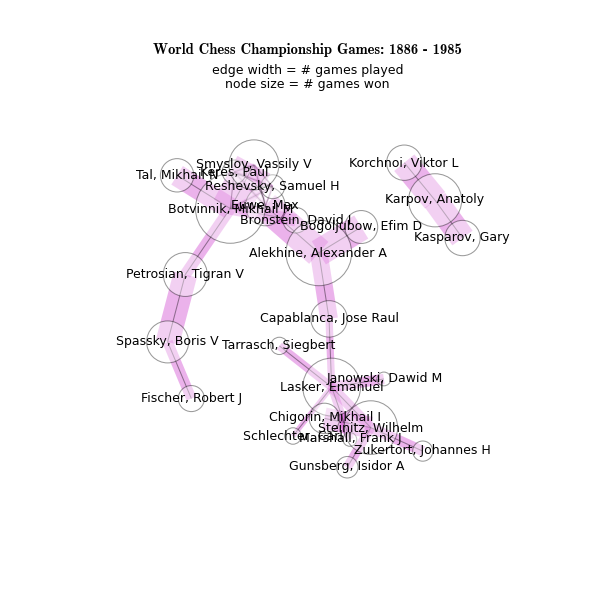 World Chess Championship Games: 1886 - 1985
edge width = # games played
node size = # games won
Smyslov, Vassily V
Korchnoi, Viktor L
Keres, Paul
Tal, Mikhail N
Reshevsky, Samuel H
Karpov, Anatoly
Euwe, Max
Botvinnik, Mikhail M
Bronstein, David I
Bogoljubow, Efim D
Kasparov, Gary
Alekhine, Alexander A
Petrosian, Tigran V
Capablanca, Jose Raul
Spassky, Boris V
Tarrasch, Siegbert
Janowski, Dawid M
Lasker, Emanuel
Fischer, Robert J
Chigorin, Mikhail I
Steinitz, Wilhelm
Schlechter, Carl
Marshall, Frank J
Zukertort, Johannes H
Gunsberg, Isidor A